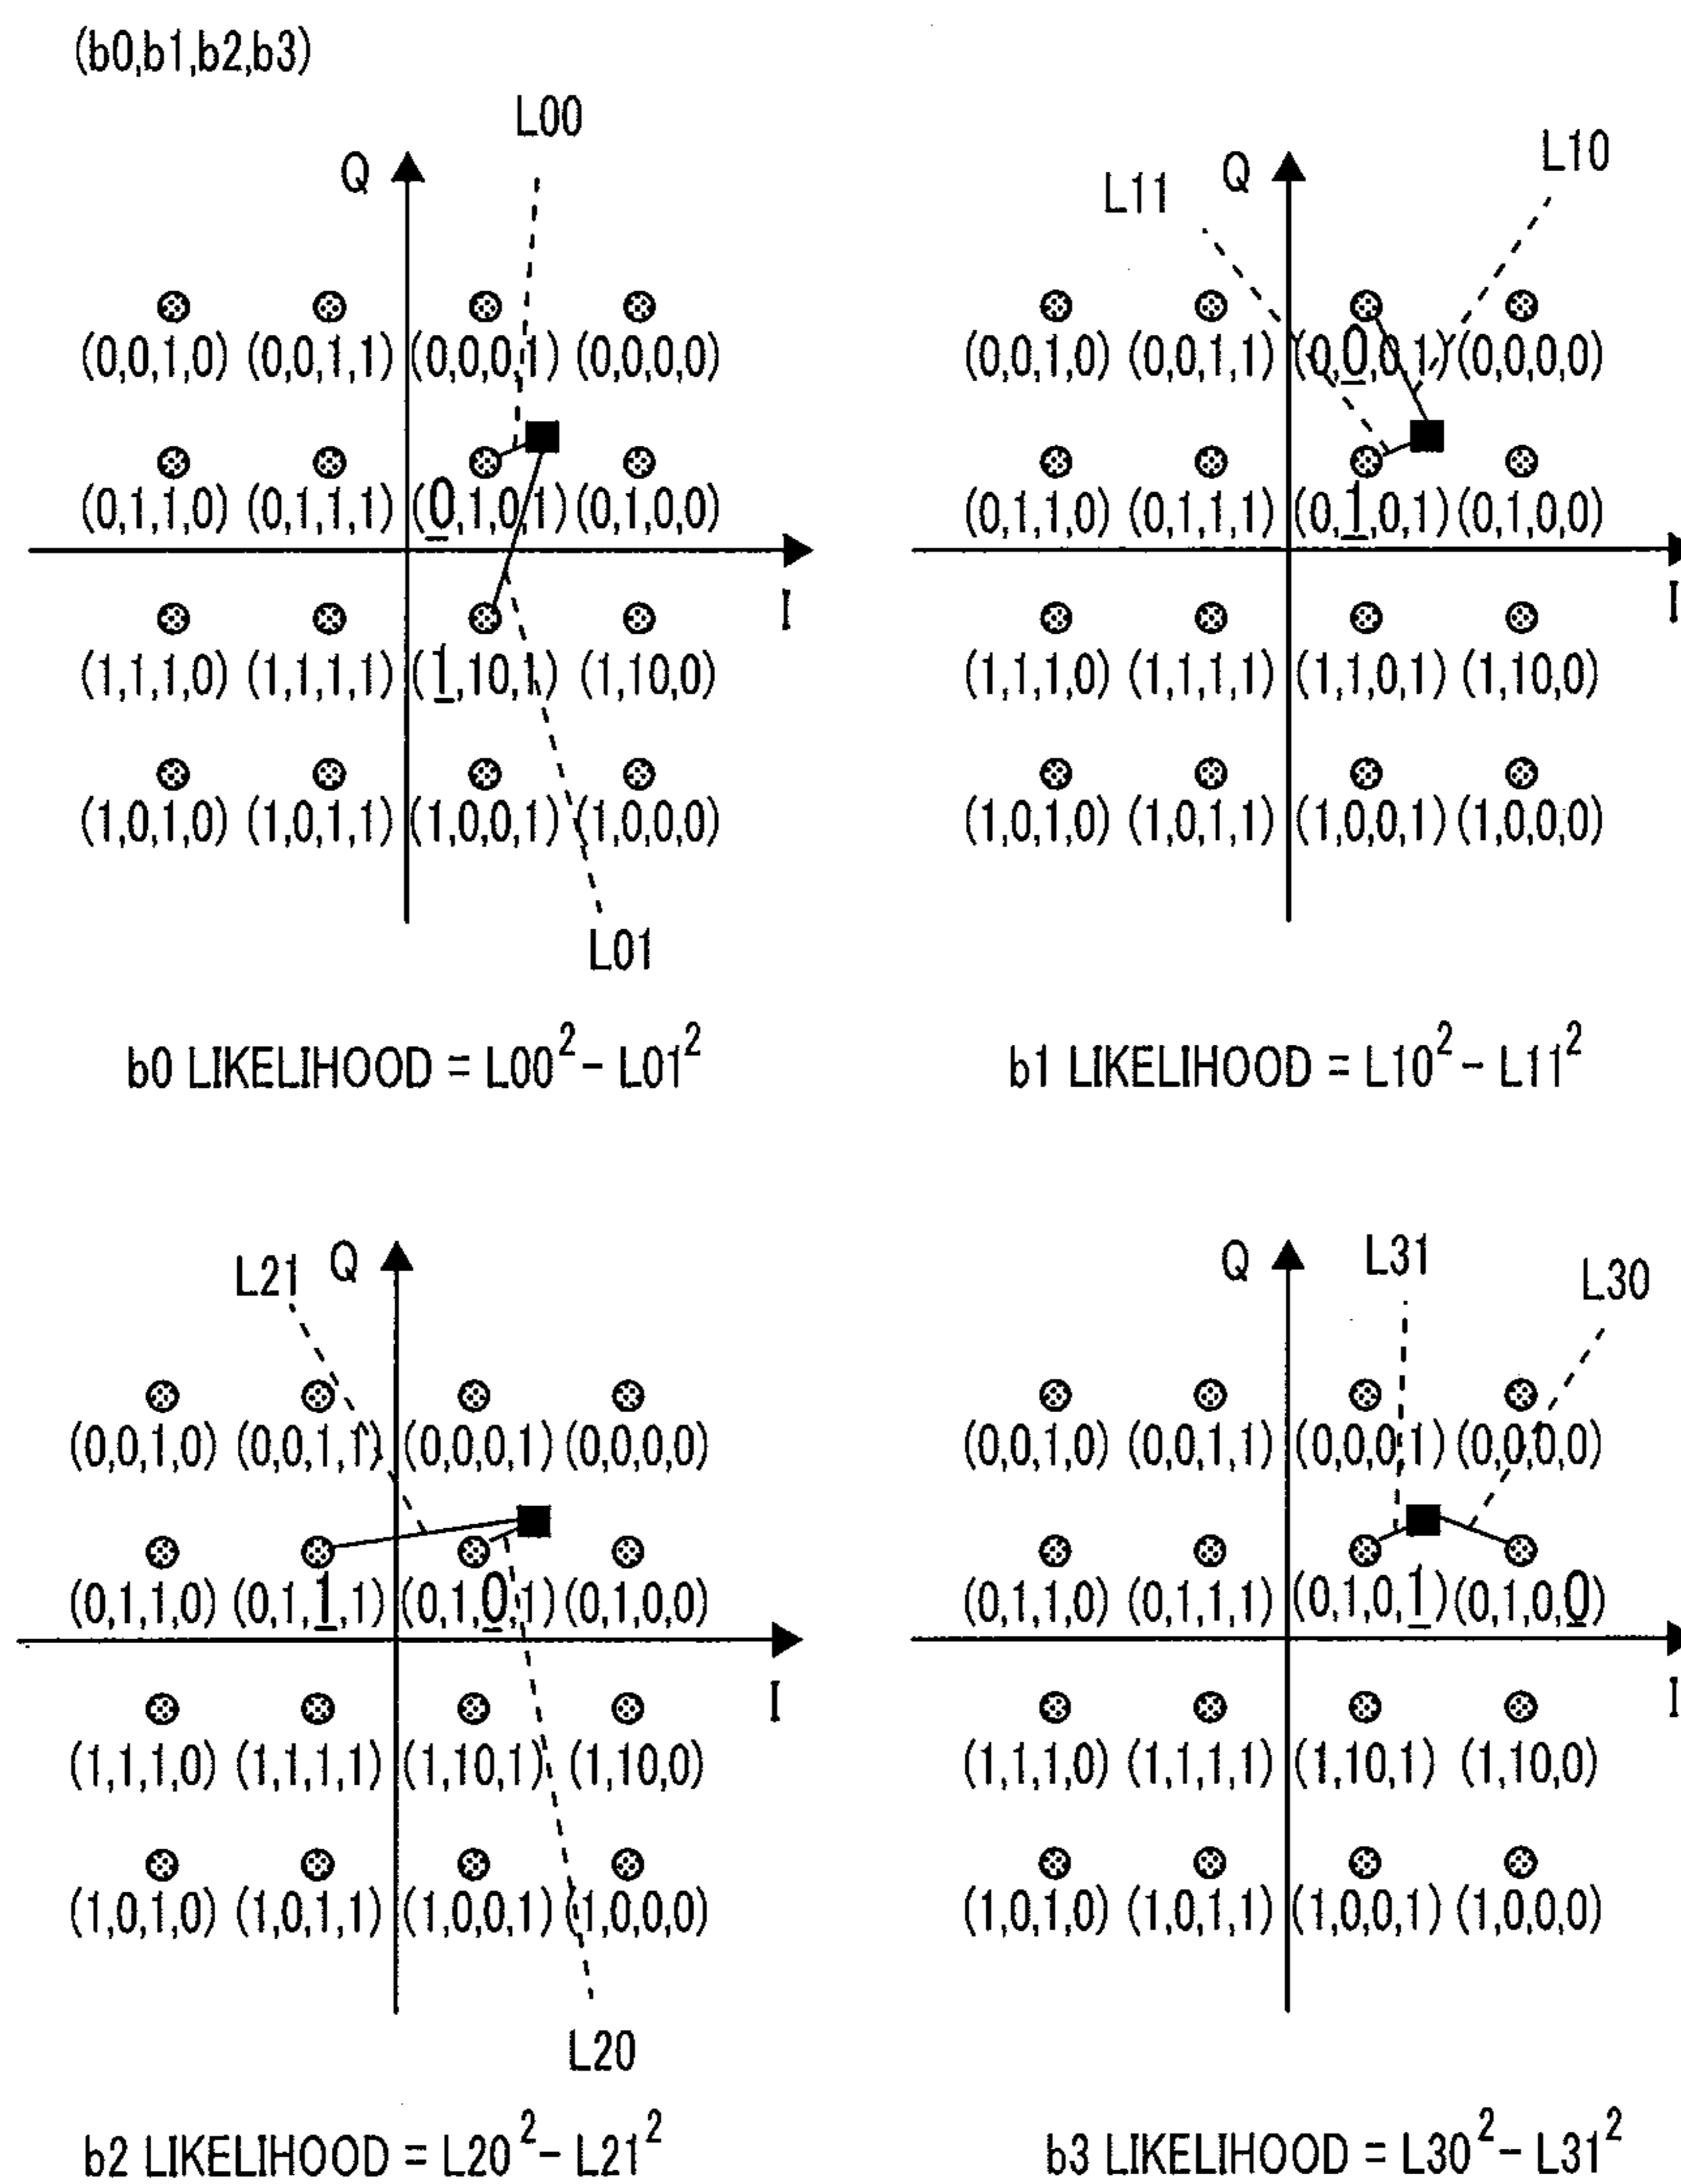 (b0,b1,b2,b3)
L00
Q
(0,0,1,0) (0,0,1,1) (0,0,0,1) (0,0,0,0)
(0,1,1,0) (0,1,1,1) (0,1,0,1) (0,1,0,0)
I
(1,1,1,0) (1,1,1,1) (1,10,1) (1,10,0)
(1,0,1,0) (1,0,1,1) (1,0,0,1) (1,0,0,0)
L01
b0 LIKELIHOOD = L00² - L01²
L10
L11 Q
(0,0,1,0) (0,0,1,1) (0,0,0,1) (0,0,0,0)
(0,1,1,0) (0,1,1,1) (0,1,0,1) (0,1,0,0)
I
(1,1,1,0) (1,1,1,1) (1,1,0,1) (1,10,0)
(1,0,1,0) (1,0,1,1) (1,0,0,1) (1,0,0,0)
b1 LIKELIHOOD = L10² - L11²
L21 Q
(0,0,1,0) (0,0,1,1) (0,0,0,1) (0,0,0,0)
(0,1,1,0) (0,1,1,1) (0,1,0,1) (0,1,0,0)
I
(1,1,1,0) (1,1,1,1) (1,10,1) (1,10,0)
(1,0,1,0) (1,0,1,1) (1,0,0,1) (1,0,0,0)
L20
b2 LIKELIHOOD = L20² - L21²
Q L31
L30
(0,0,1,0) (0,0,1,1) (0,0,0,1) (0,0,0,0)
(0,1,1,0) (0,1,1,1) (0,1,0,1) (0,1,0,0)
I
(1,1,1,0) (1,1,1,1) (1,10,1) (1,10,0)
(1,0,1,0) (1,0,1,1) (1,0,0,1) (1,0,0,0)
b3 LIKELIHOOD = L30² - L31²